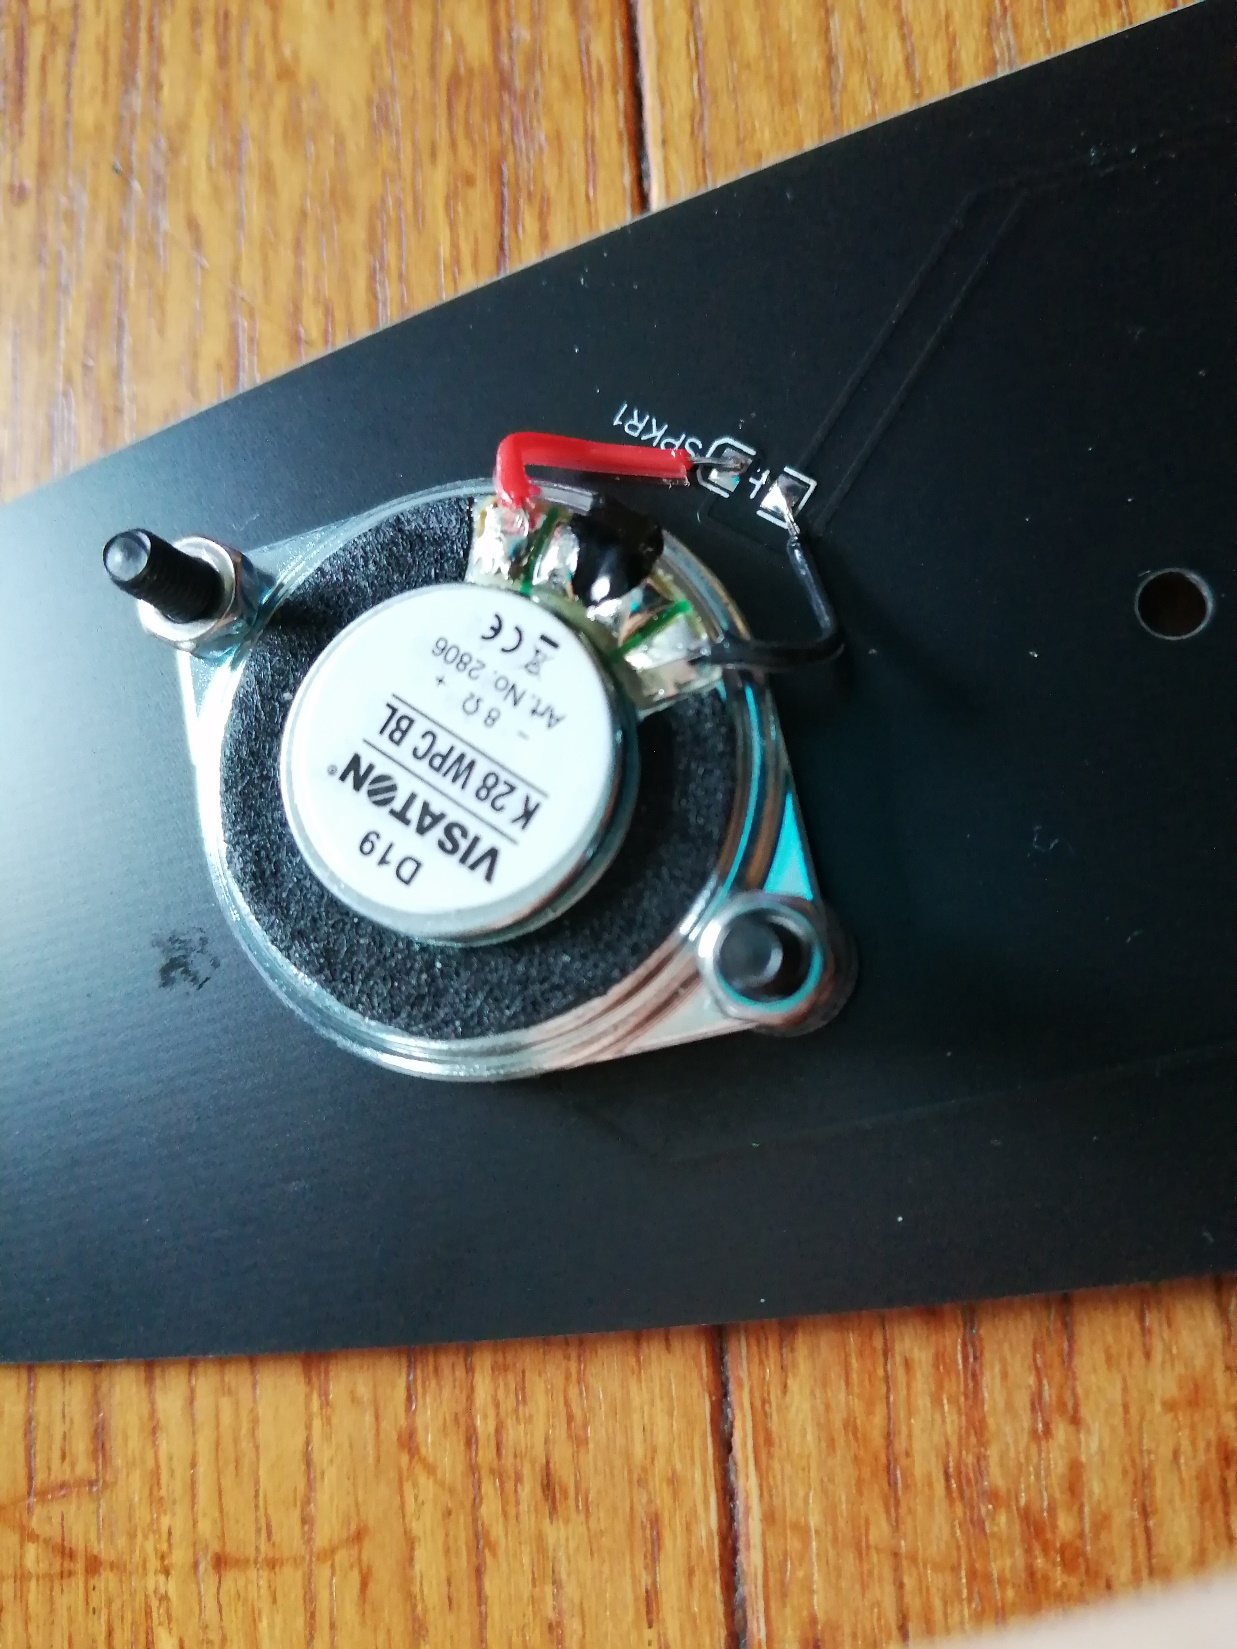 SPKR1
+
D19
VISATON®
K 28 WPC BL
- 8 Ω +
Art. No. 2806
CE